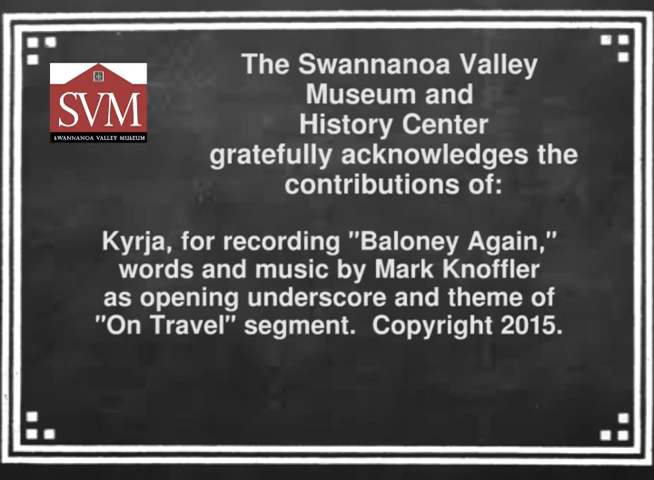 SVM
SWANNANOA VALLEY MUSEUM
The Swannanoa Valley
Museum and
History Center
gratefully acknowledges the
contributions of:
Kyrja, for recording "Baloney Again,"
words and music by Mark Knoffler
as opening underscore and theme of
"On Travel" segment. Copyright 2015.